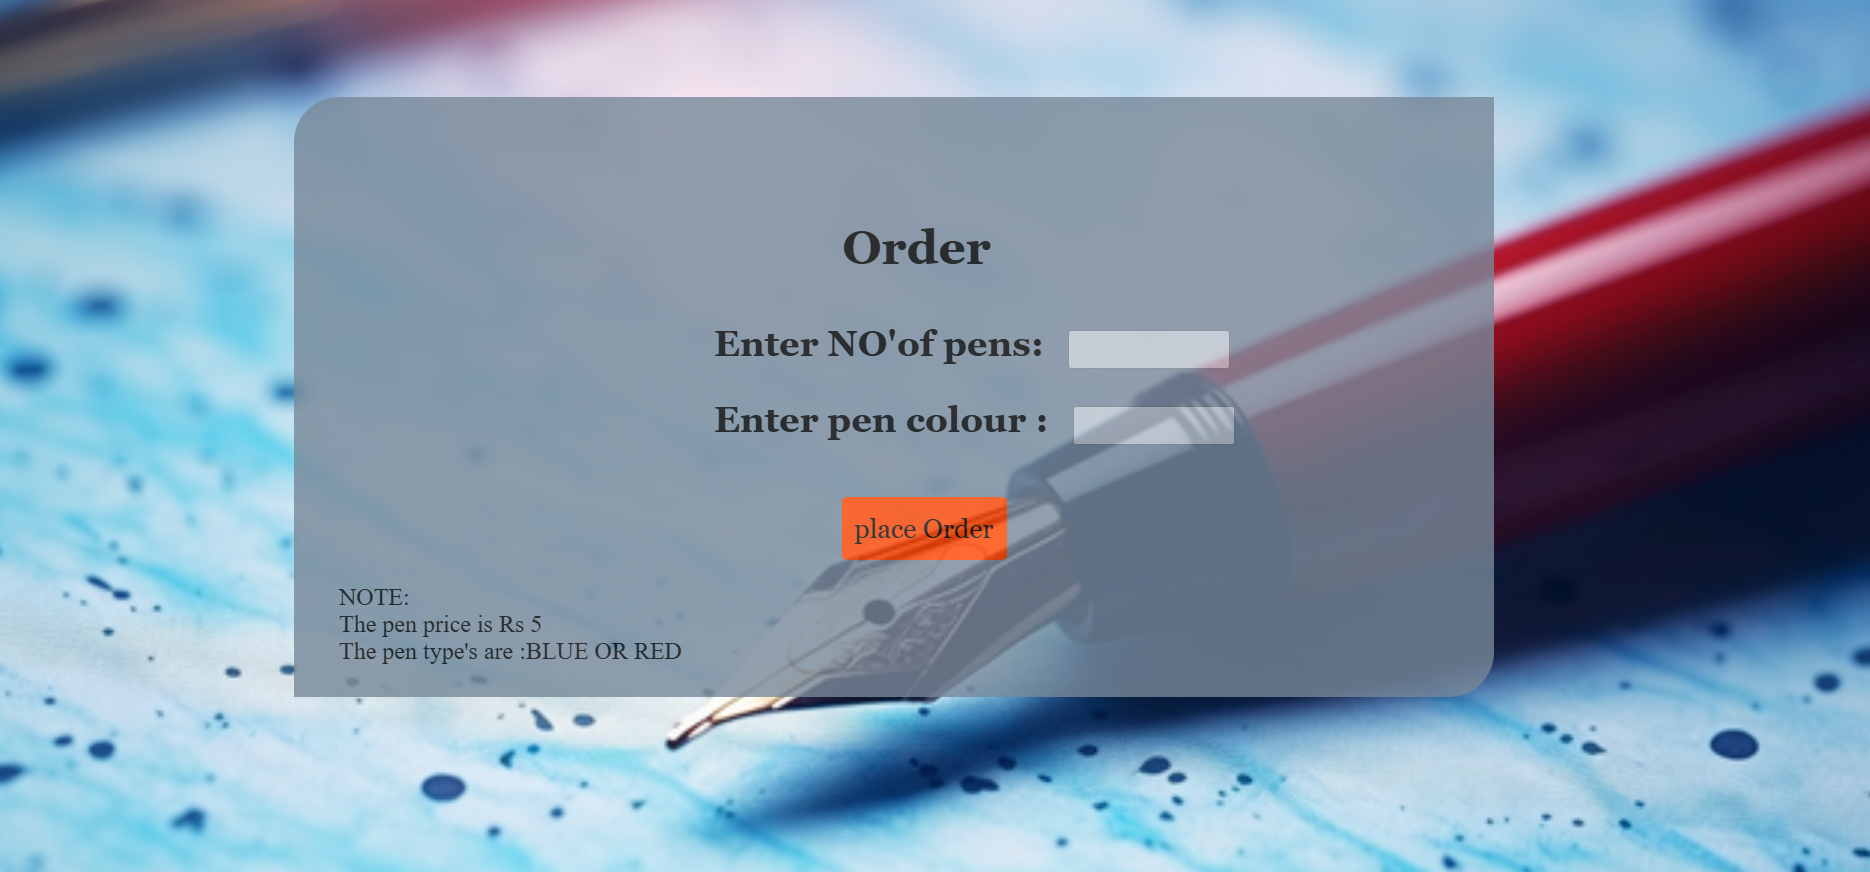 Order
Enter NO'of pens:
Enter pen colour :
place Order
NOTE:
The pen price is Rs 5
The pen type's are :BLUE OR RED